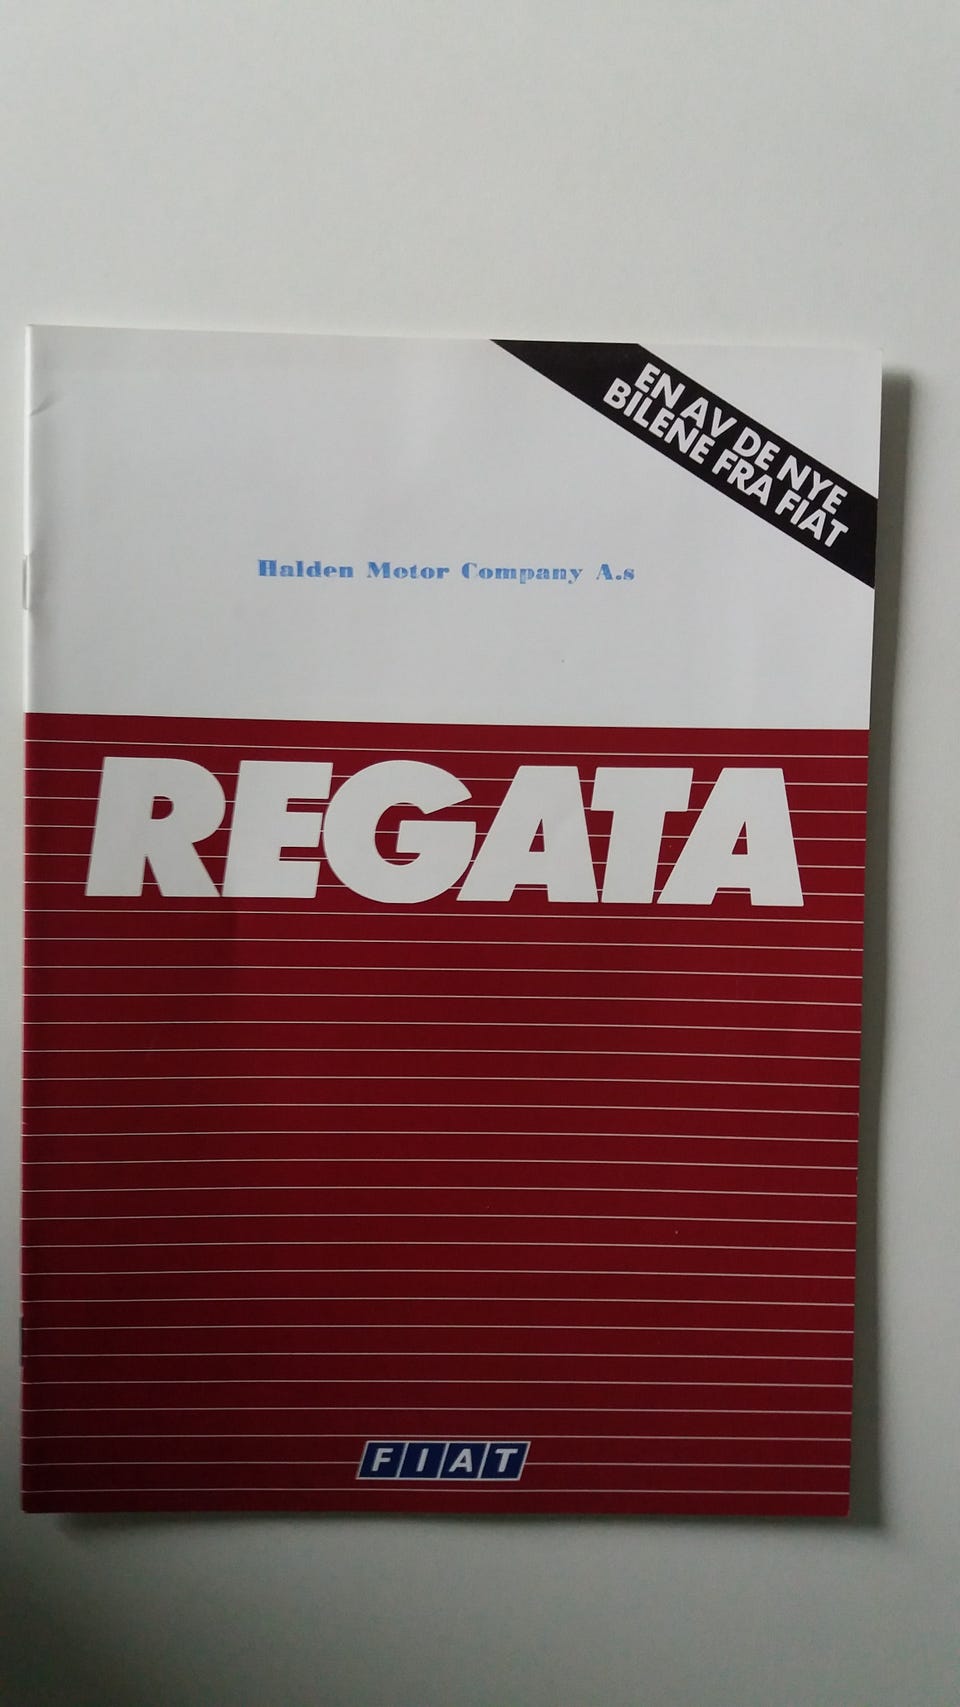 EN AV DE NYE
BILENE FRA FIAT
Halden Motor Company A.s
REGATA
FIAT